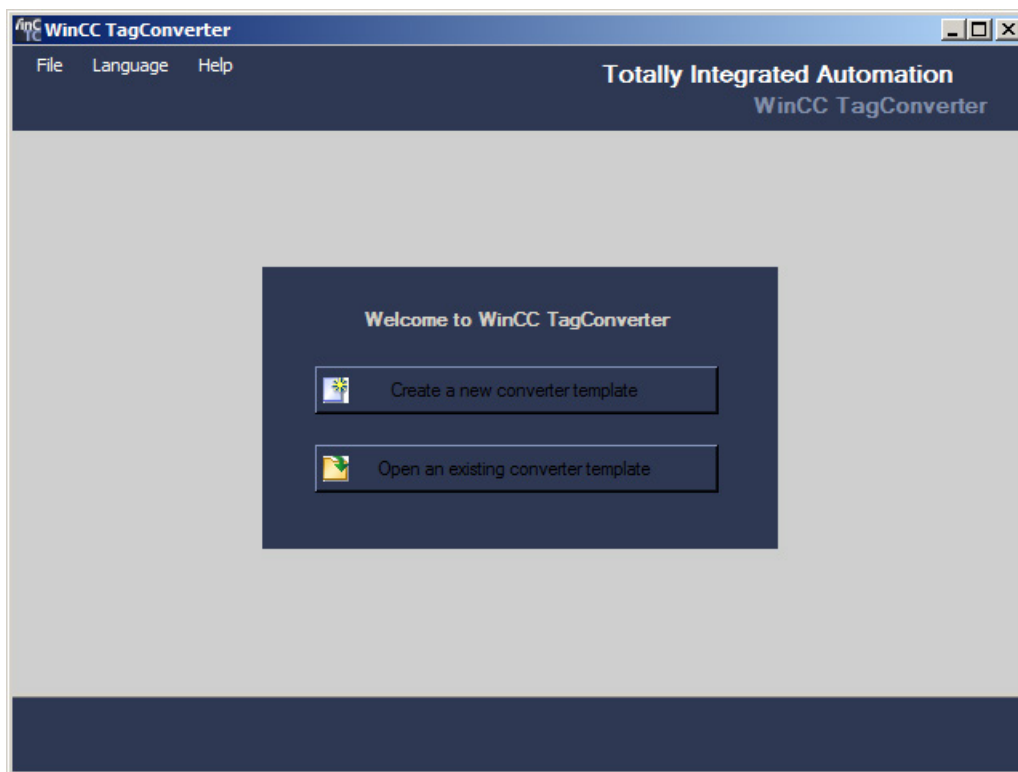 WinCC TagConverter
File Language Help
Totally Integrated Automation
WinCC TagConverter
Welcome to WinCC TagConverter
Create a new converter template
Open an existing converter template